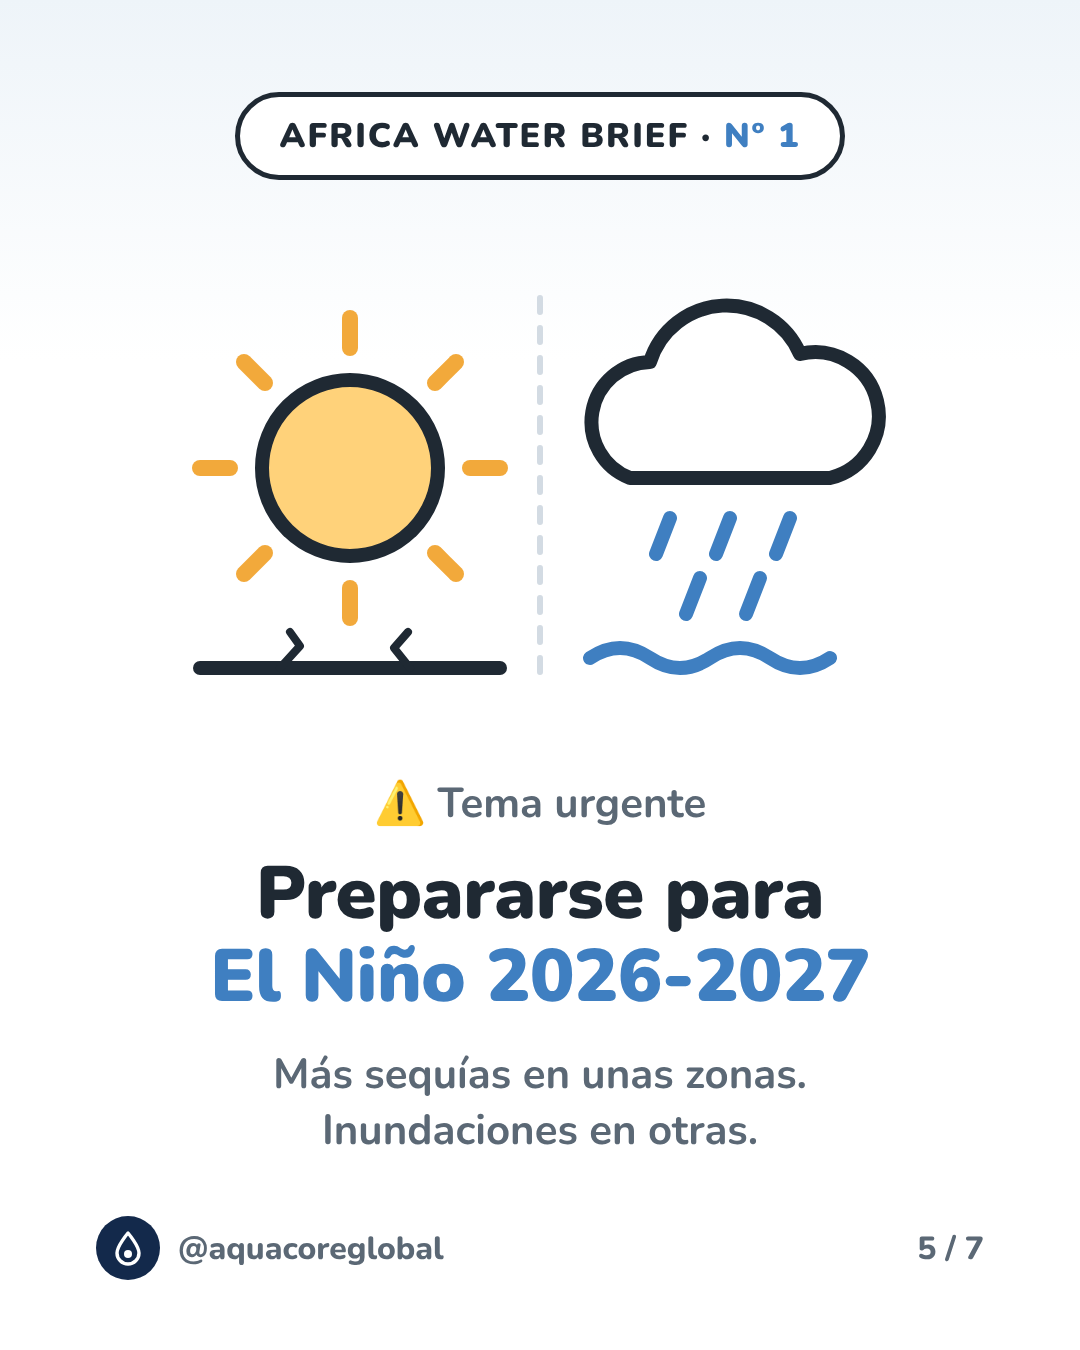 AFRICA WATER BRIEF · Nº 1
⚠️ Tema urgente
Prepararse para
El Niño 2026-2027
Más sequías en unas zonas.
Inundaciones en otras.
@aquacoreglobal
5 / 7